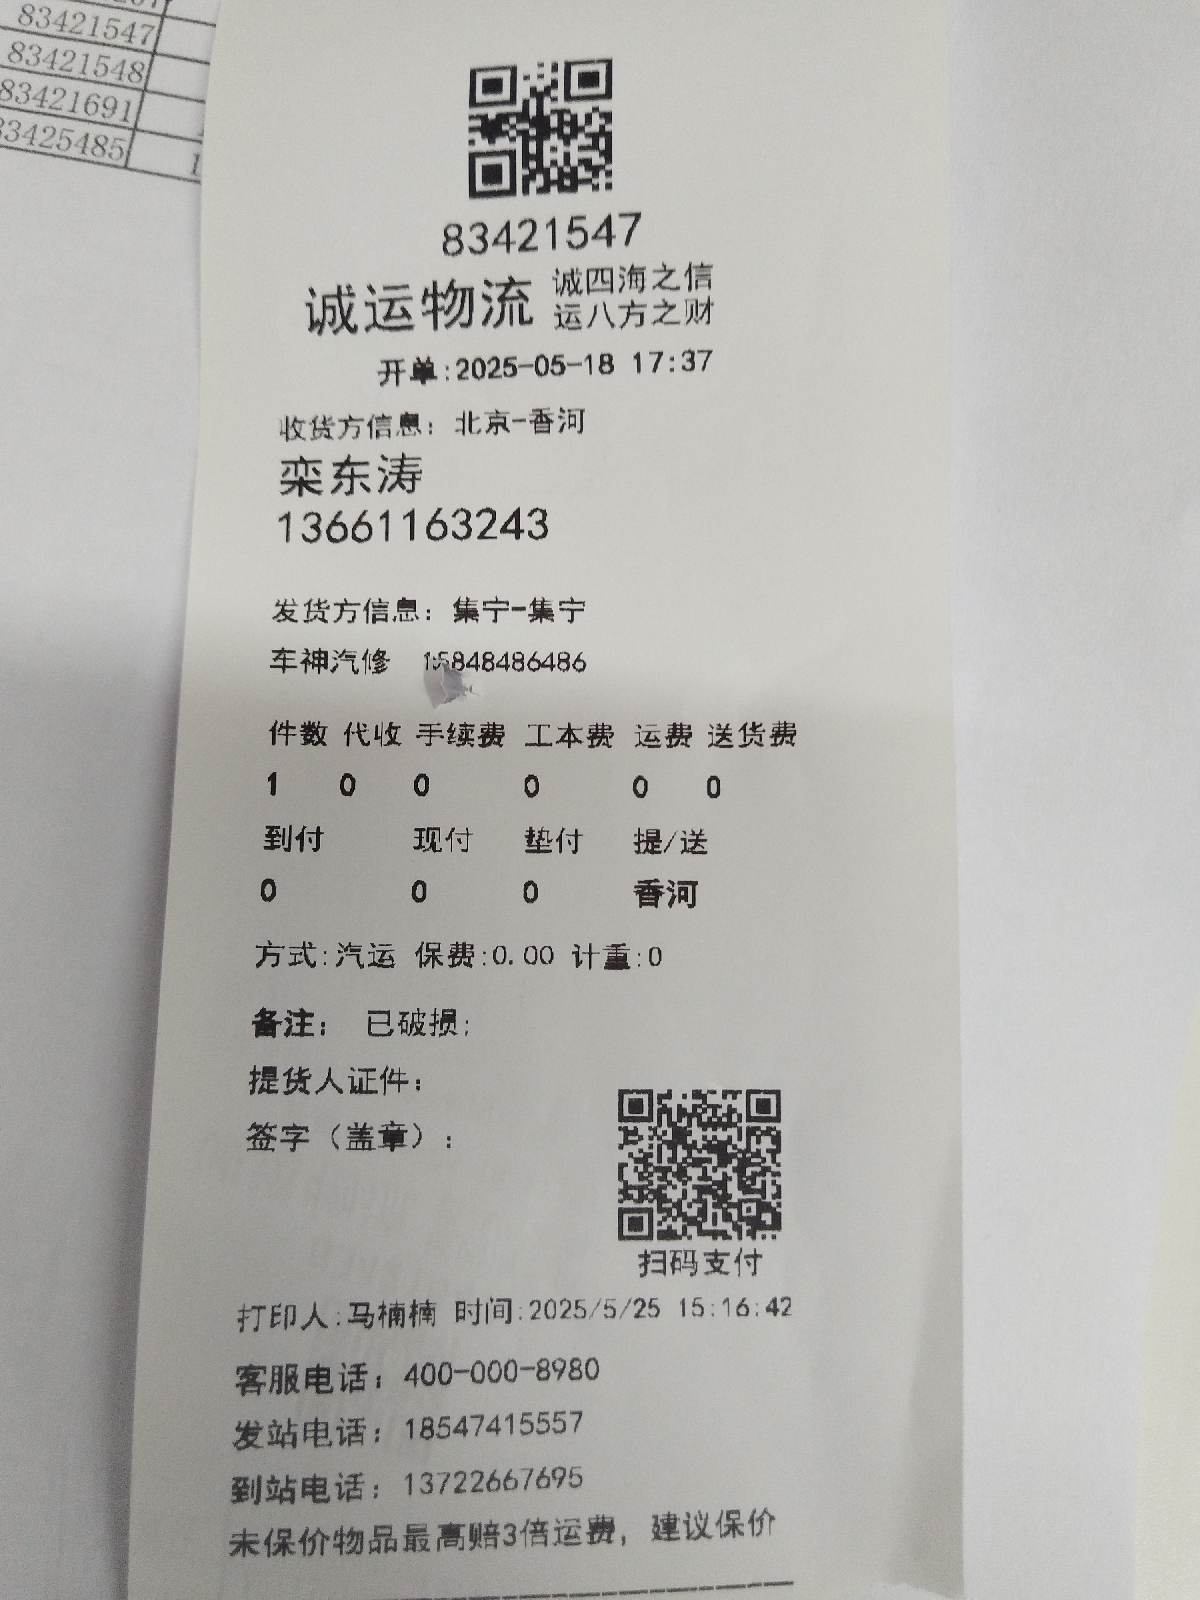 83421547
83421548
83421691
83425485
83421547
诚运物流
诚四海之信
运八方之财
开单:2025-05-18 17:37
收货方信息: 北京-香河
栾东涛
13661163243
发货方信息: 集宁-集宁
车神汽修 15848486486
件数 代收 手续费 工本费 运费 送货费
1 0 0 0 0 0
到付 现付 垫付 提/送
0 0 0 香河
方式:汽运 保费:0.00 计重:0
备注: 已破损;
提货人证件:
签字（盖章）:
扫码支付
打印人:马楠楠 时间:2025/5/25 15:16:42
客服电话: 400-000-8980
发站电话: 18547415557
到站电话: 13722667695
未保价物品最高赔3倍运费, 建议保价